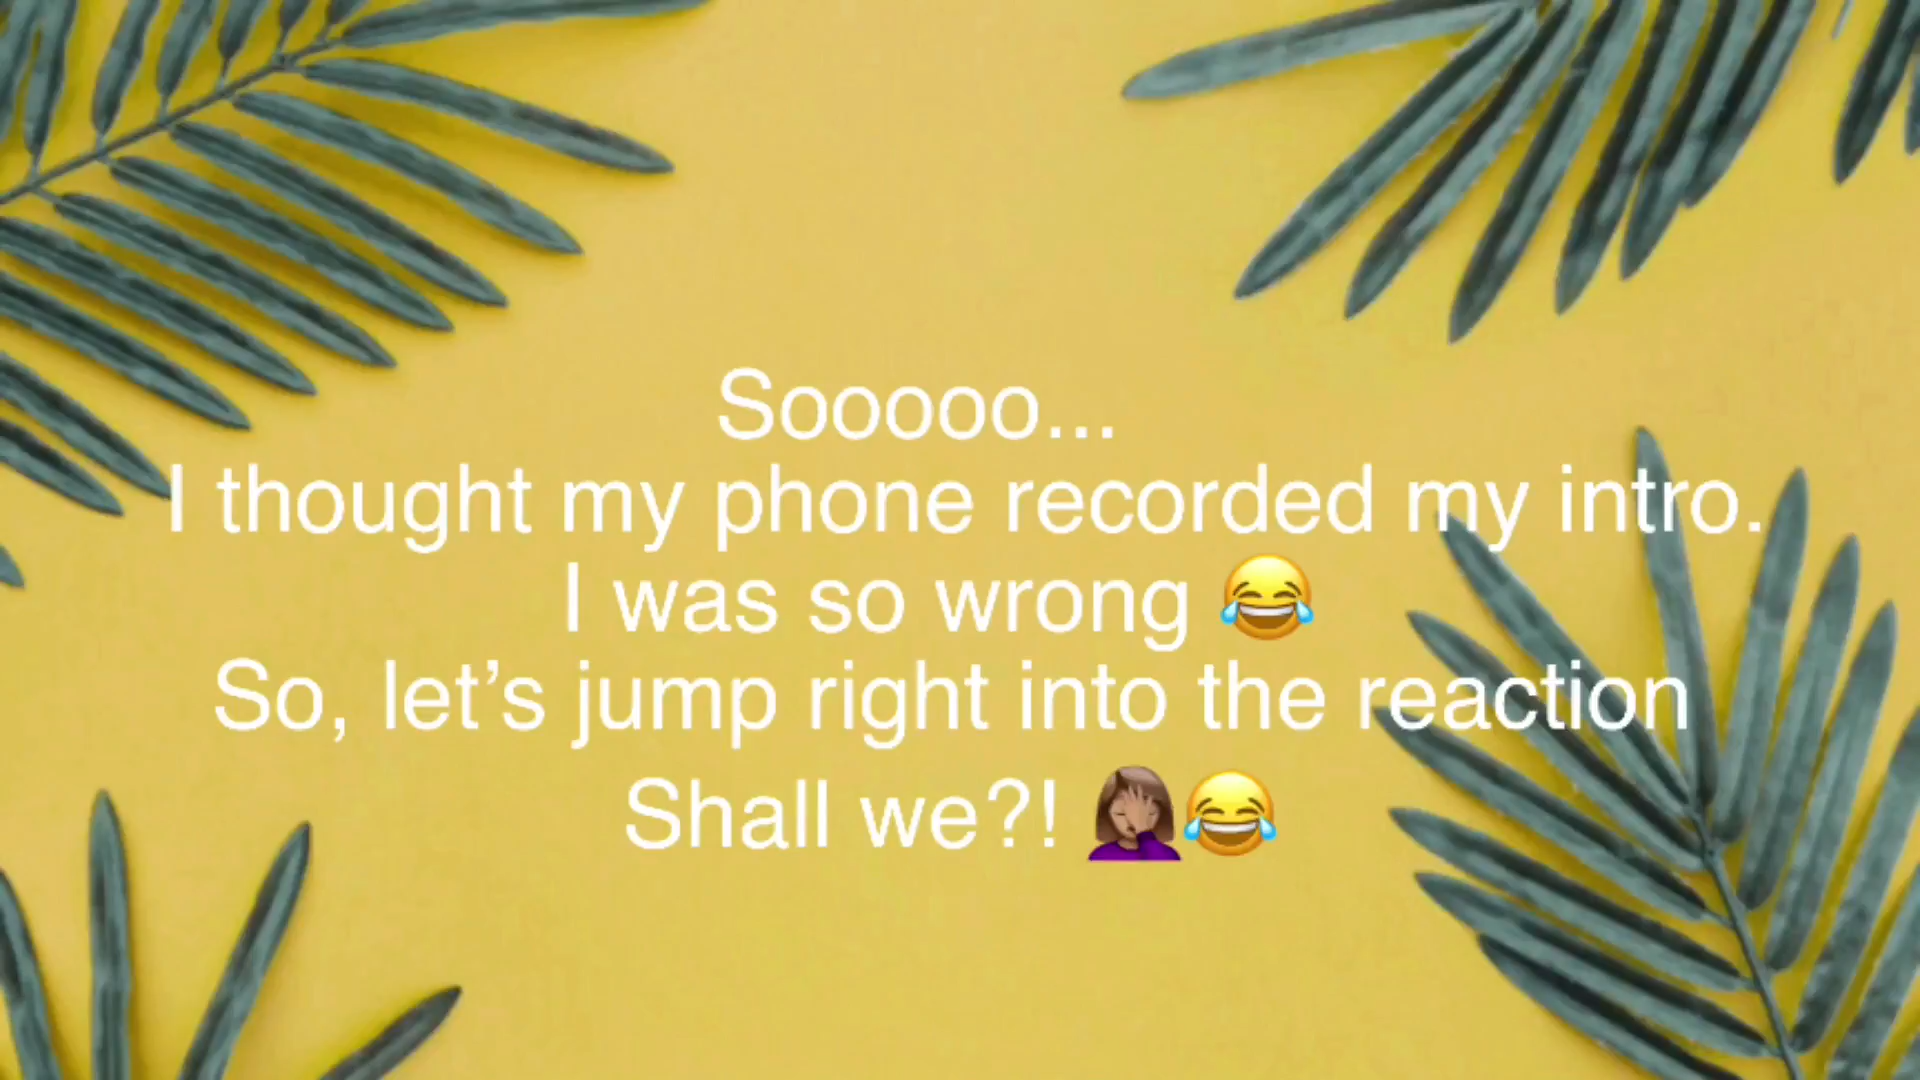 Sooooo...
I thought my phone recorded my intro.
I was so wrong 😂
So, let’s jump right into the reaction
Shall we?! 🤦🏽‍♀️😂